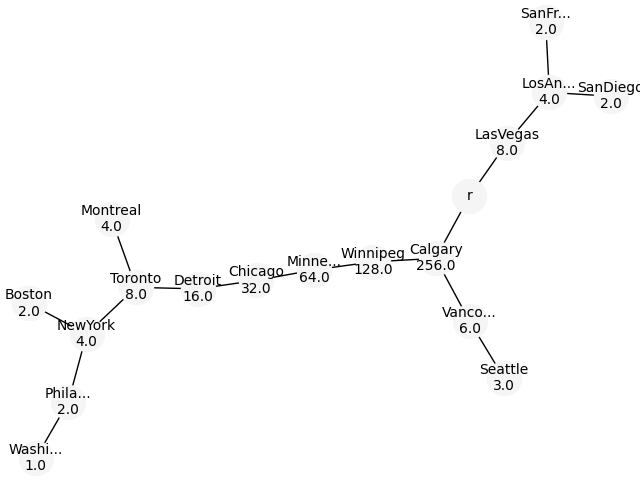 SanFr...
2.0
LosAn...
4.0
SanDiego
2.0
LasVegas
8.0
r
Montreal
4.0
Calgary
256.0
Winnipeg
128.0
Minne...
64.0
Chicago
32.0
Detroit
16.0
Toronto
8.0
Boston
2.0
NewYork
4.0
Vanco...
6.0
Seattle
3.0
Phila...
2.0
Washi...
1.0